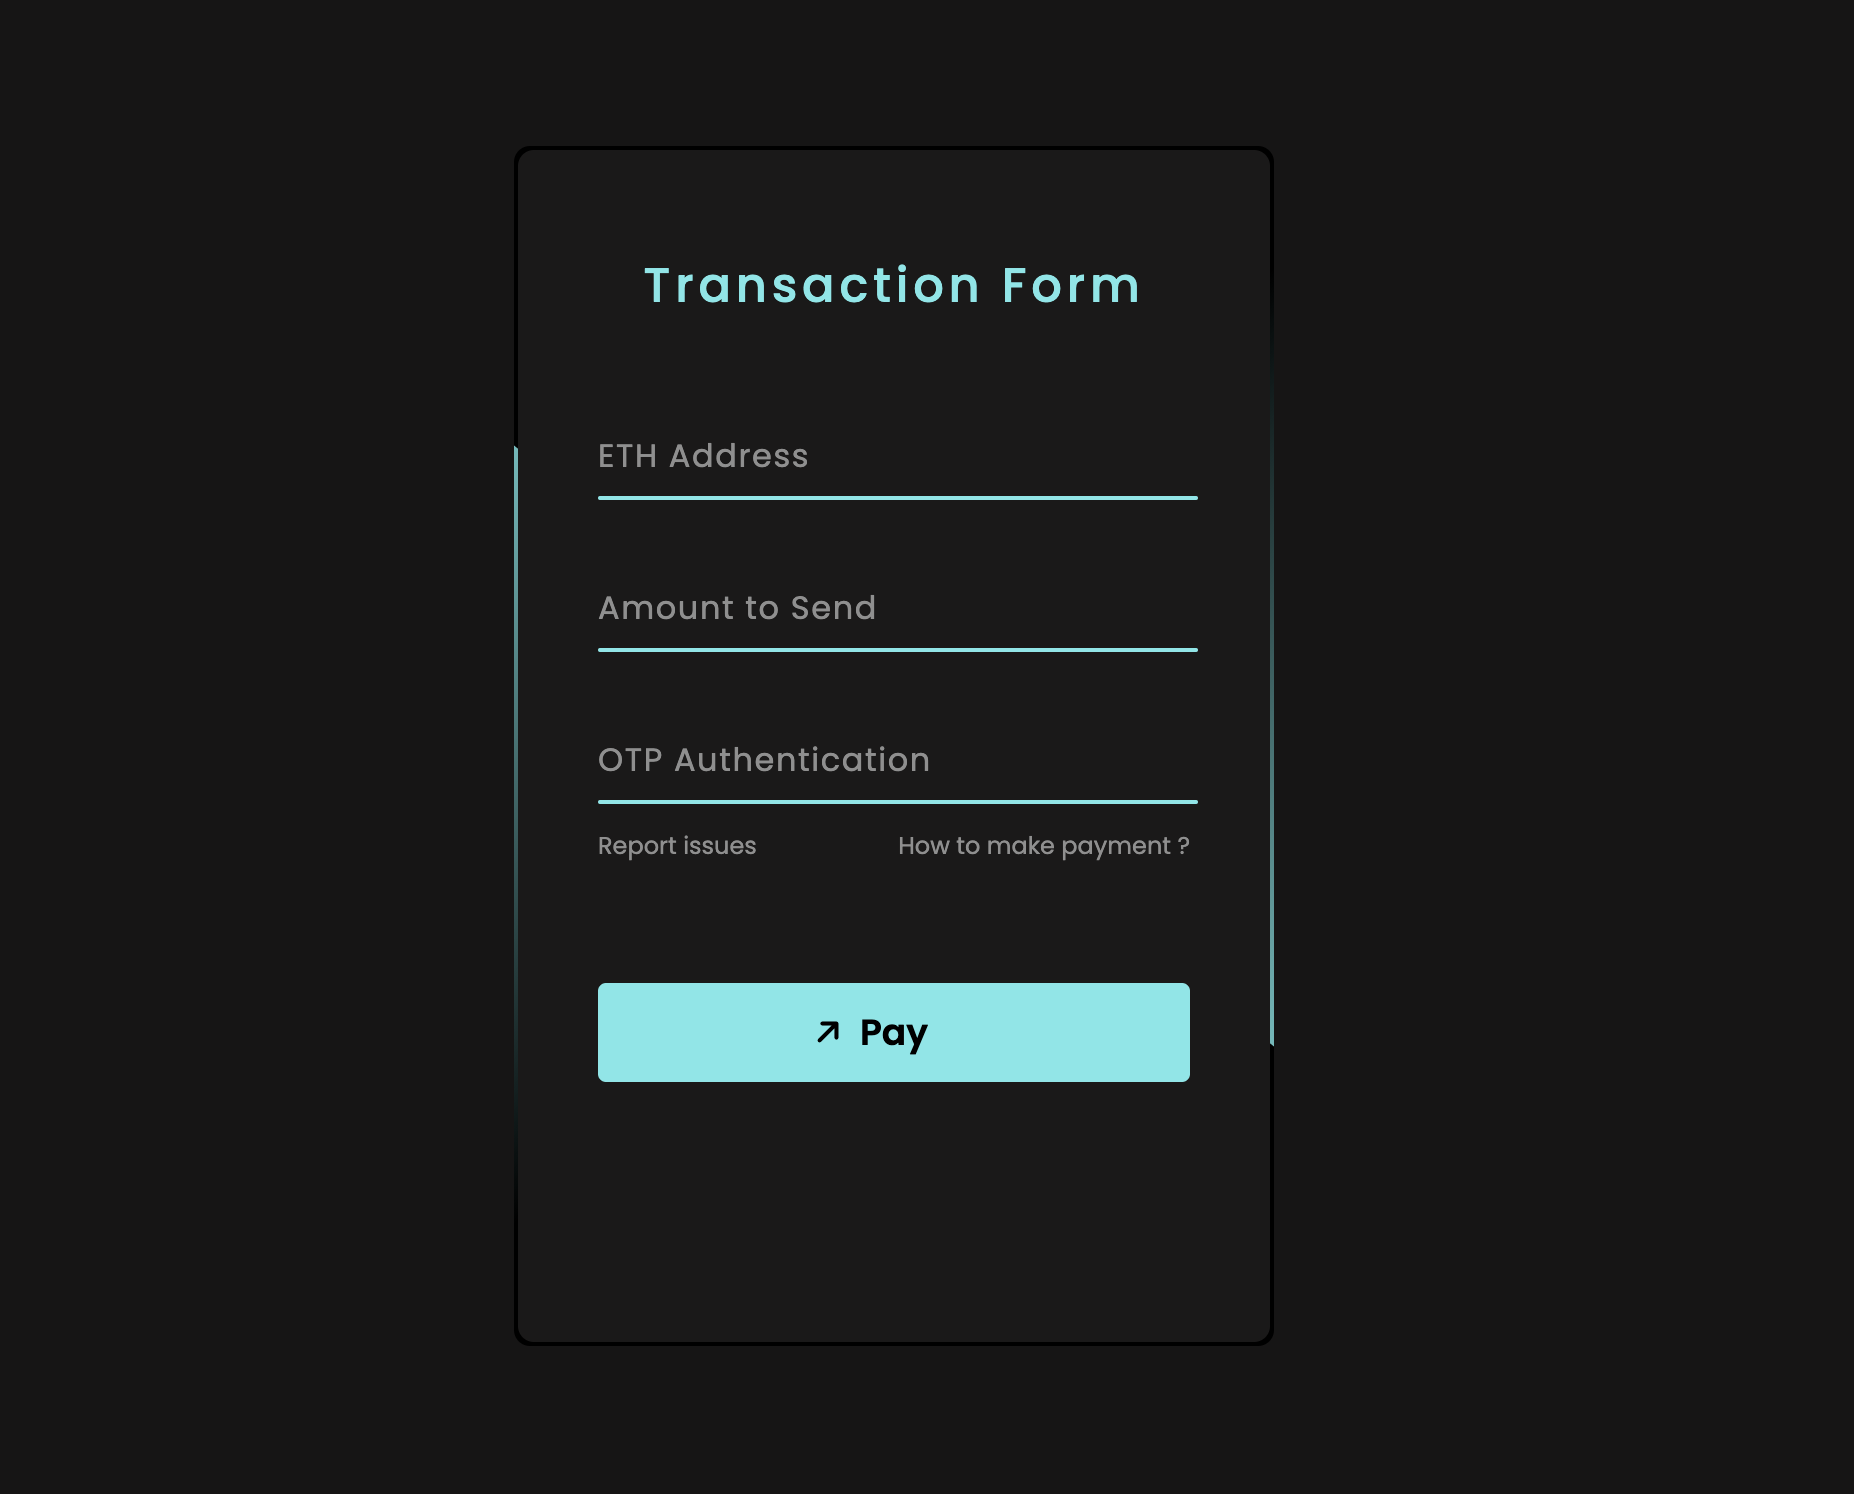 Transaction Form
ETH Address
Amount to Send
OTP Authentication
Report issues
How to make payment ?
Pay